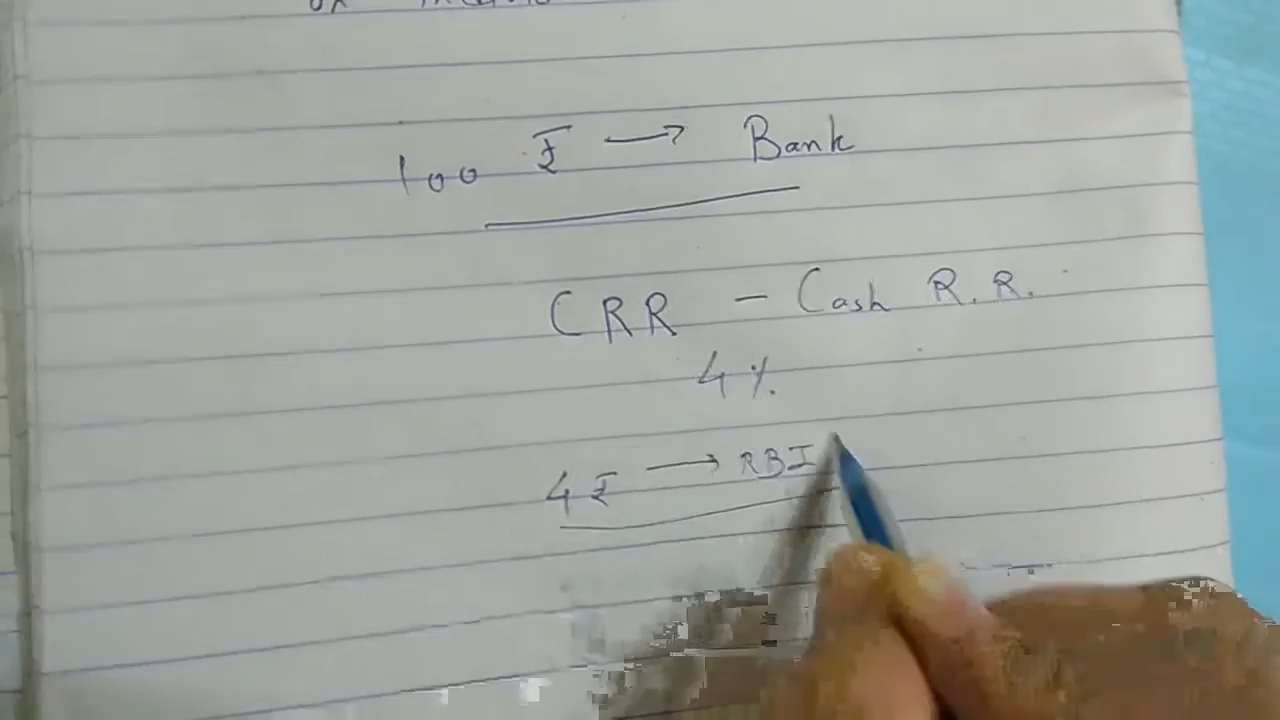 100 ₹ → Bank
CRR - Cash R.R.
4%
4 ₹ → RBI